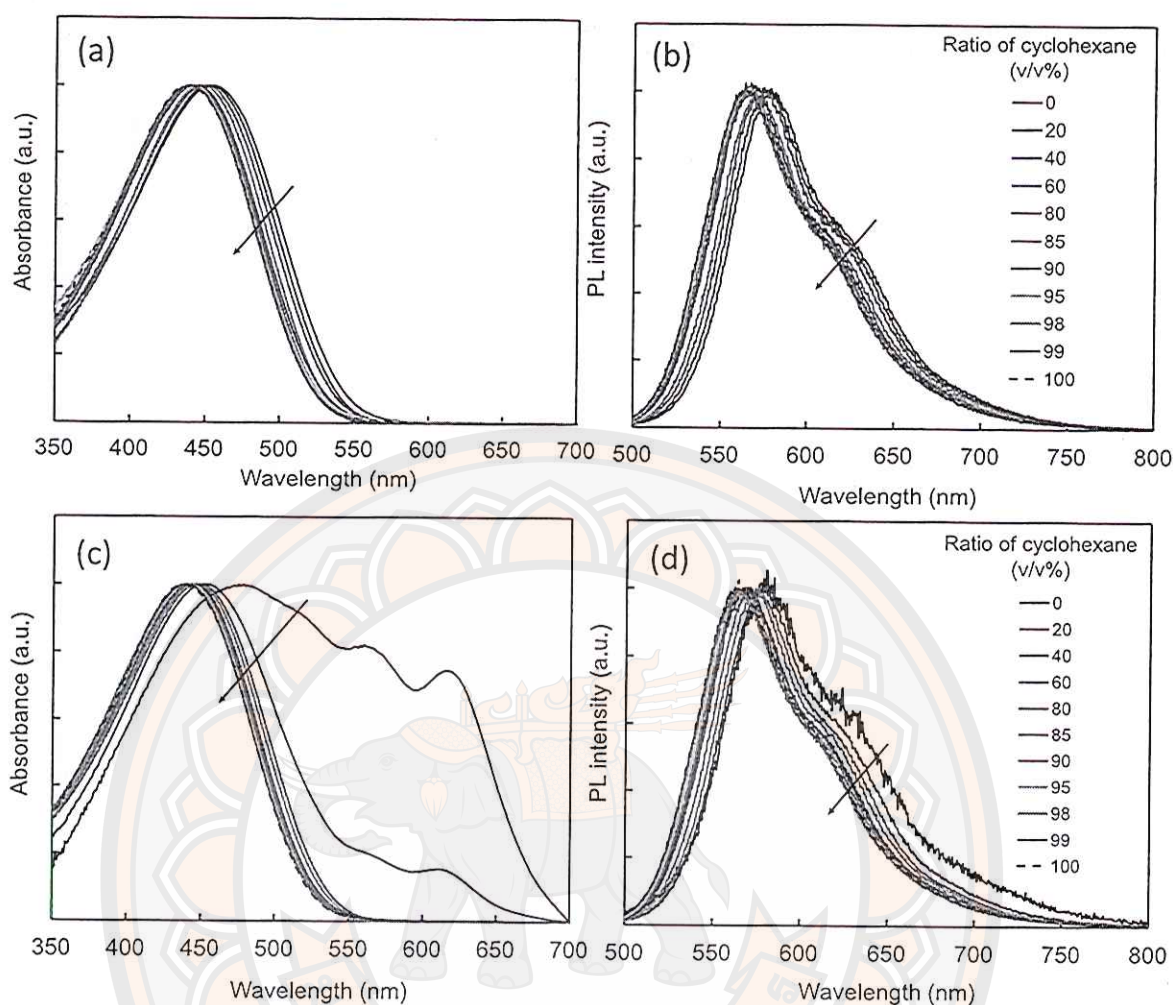 (a)
Absorbance (a.u.)
350 400 450 500 550 600 650 700
Wavelength (nm)
(b)
PL intensity (a.u.)
Ratio of cyclohexane
(v/v%)
0
20
40
60
80
85
90
95
98
99
100
500 550 600 650 700 750 800
Wavelength (nm)
(c)
Absorbance (a.u.)
350 400 450 500 550 600 650 700
Wavelength (nm)
(d)
PL intensity (a.u.)
Ratio of cyclohexane
(v/v%)
0
20
40
60
80
85
90
95
98
99
100
500 550 600 650 700 750 800
Wavelength (nm)